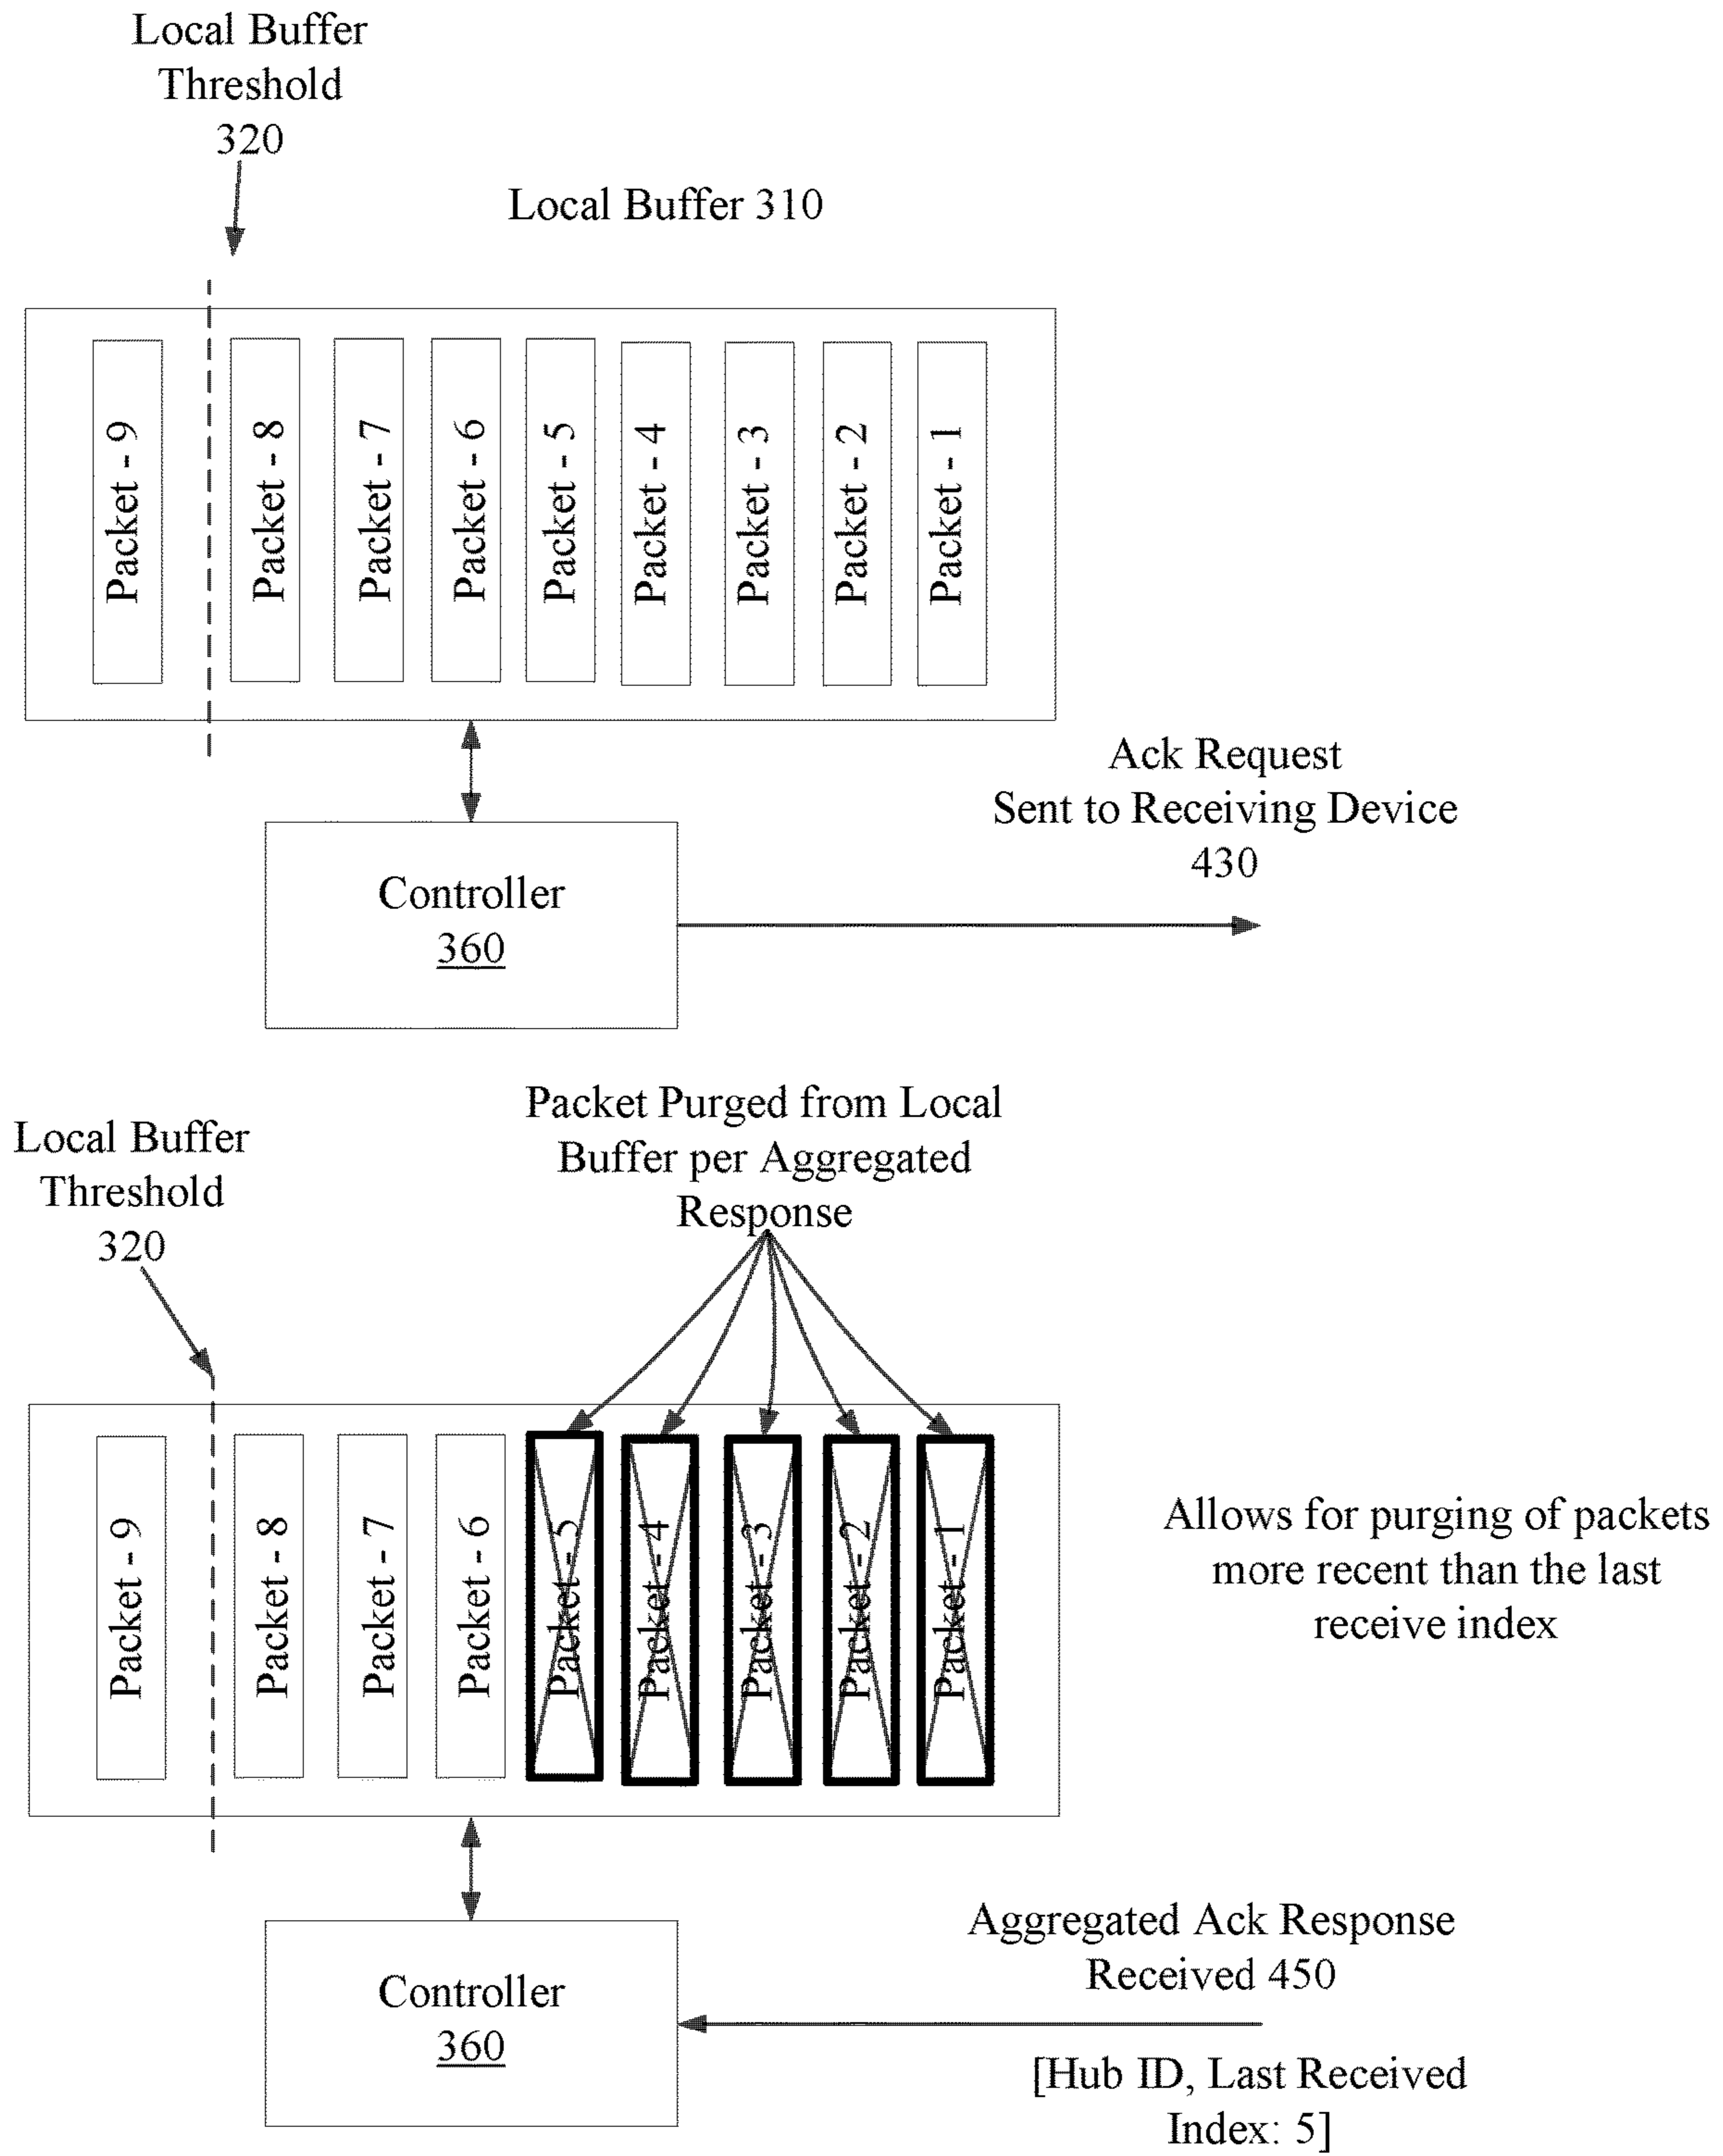 Local Buffer
Threshold
320
Local Buffer 310
Packet - 9
Packet - 8
Packet - 7
Packet - 6
Packet - 5
Packet - 4
Packet - 3
Packet - 2
Packet - 1
Ack Request
Sent to Receiving Device
430
Controller
360
Packet Purged from Local
Buffer per Aggregated
Response
Local Buffer
Threshold
320
Packet - 9
Packet - 8
Packet - 7
Packet - 6
Packet - 5
Packet - 4
Packet - 3
Packet - 2
Packet - 1
Allows for purging of packets
more recent than the last
receive index
Aggregated Ack Response
Received 450
Controller
360
[Hub ID, Last Received
Index: 5]